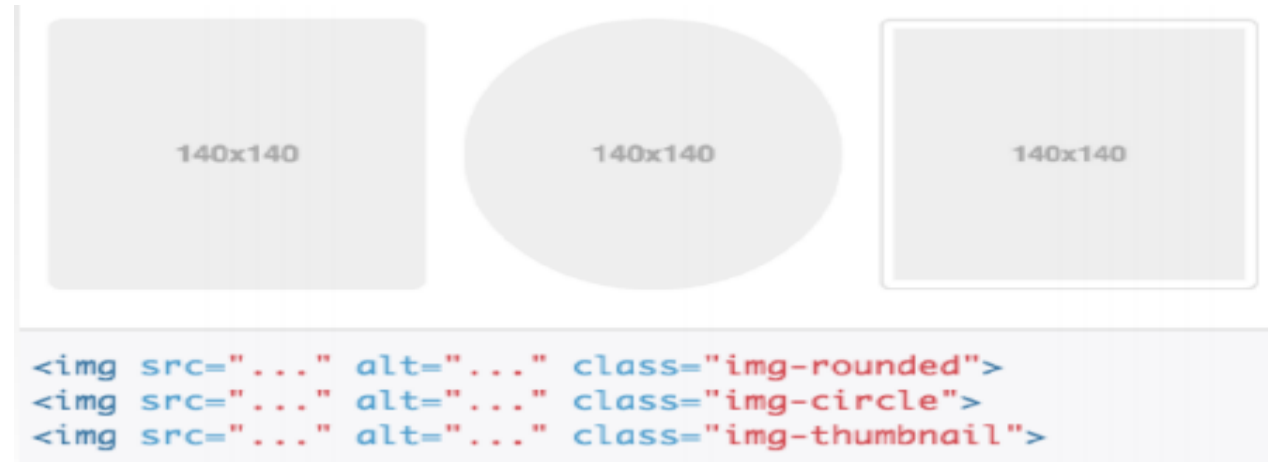 140x140 140x140 140x140
<img src="..." alt="..." class="img-rounded">
<img src="..." alt="..." class="img-circle">
<img src="..." alt="..." class="img-thumbnail">